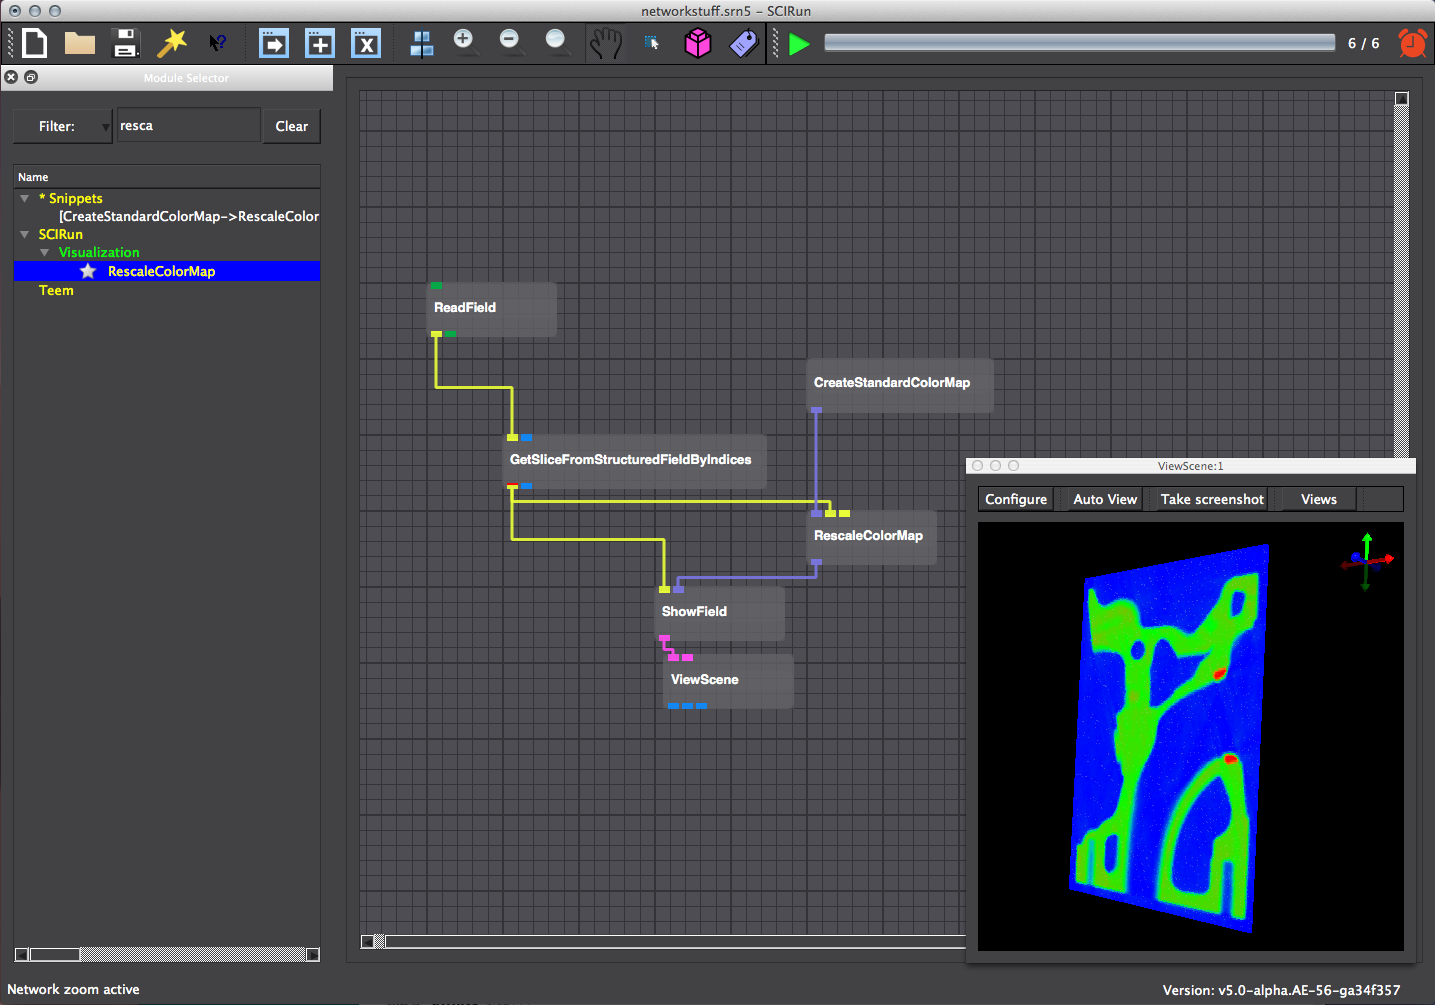 networkstuff.srn5 – SCIRun
6 / 6
Module Selector
Filter:
resca
Clear
Name
* Snippets
[CreateStandardColorMap->RescaleColor
SCIRun
Visualization
RescaleColorMap
Teem
ReadField
CreateStandardColorMap
GetSliceFromStructuredFieldByIndices
RescaleColorMap
ShowField
ViewScene
ViewScene:1
Configure
Auto View
Take screenshot
Views
Network zoom active
Version: v5.0-alpha.AE-56-ga34f357